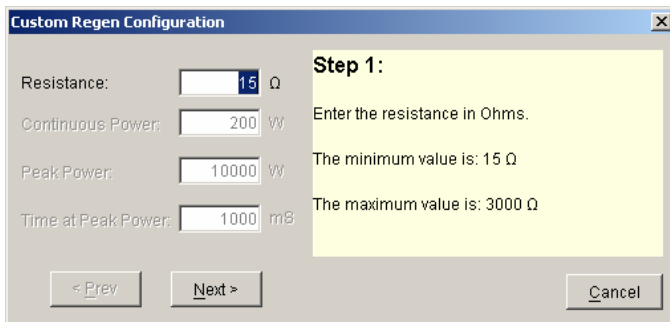 Custom Regen Configuration
Resistance: 15 Ω
Continuous Power: 200 W
Peak Power: 10000 W
Time at Peak Power: 1000 mS
Step 1:
Enter the resistance in Ohms.
The minimum value is: 15 Ω
The maximum value is: 3000 Ω
< Prev
Next >
Cancel